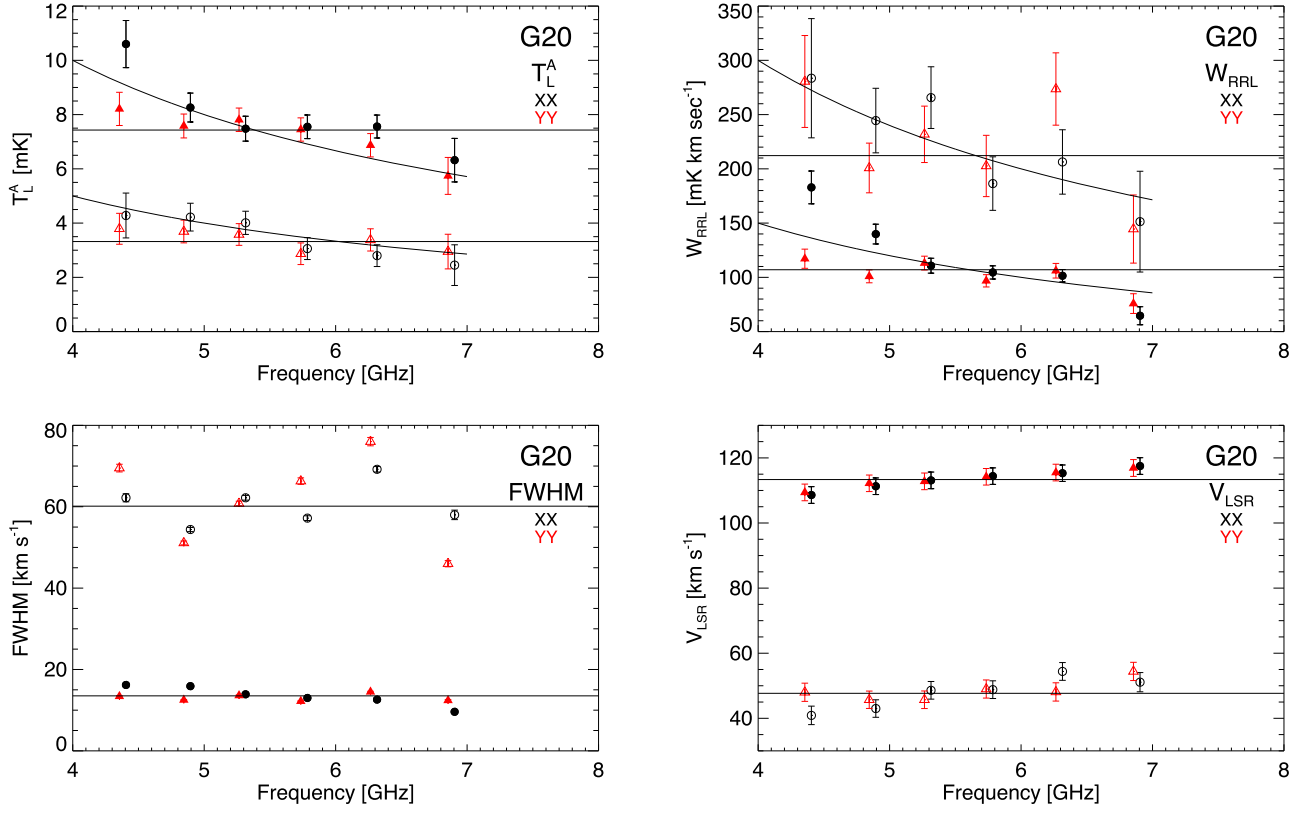 12
10
8
6
4
2
0
T_L^A [mK]
G20
T_L^A
XX
YY
4 5 6 7 8
Frequency [GHz]
350
300
250
200
150
100
50
W_RRL [mK km sec⁻¹]
G20
W_RRL
XX
YY
4 5 6 7 8
Frequency [GHz]
80
60
40
20
0
FWHM [km s⁻¹]
G20
FWHM
XX
YY
4 5 6 7 8
Frequency [GHz]
120
100
80
60
40
V_LSR [km s⁻¹]
G20
V_LSR
XX
YY
4 5 6 7 8
Frequency [GHz]